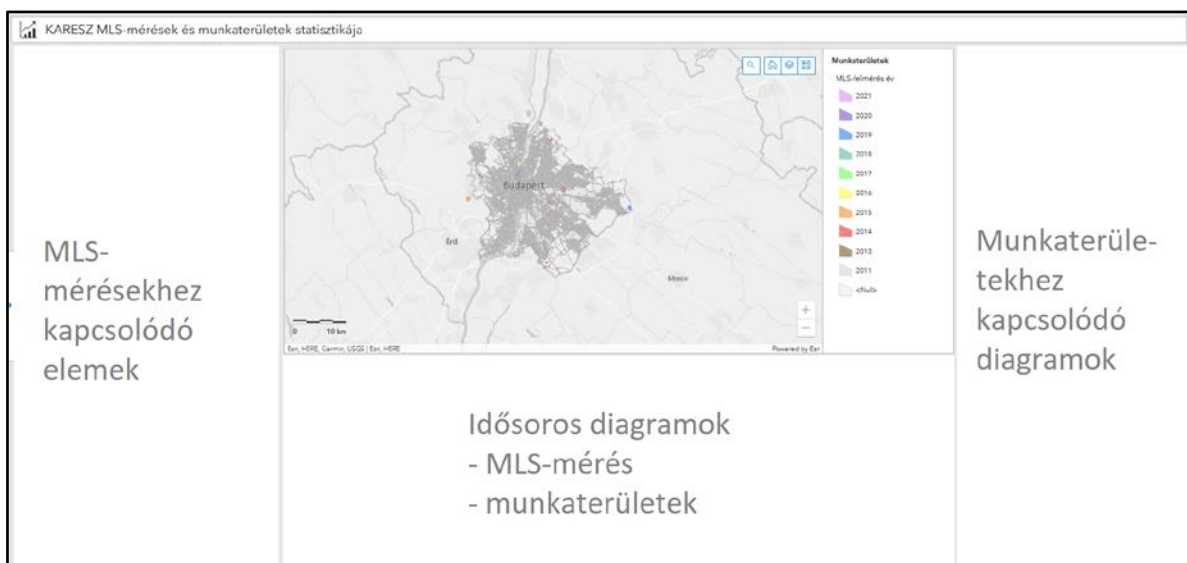 KARESZ MLS-mérések és munkaterületek statisztikája
MLS-
mérésekhez
kapcsolódó
elemek
Budapest
Érd
Monor
0 10 km
Esri, HERE, Garmin, USGS | Esri, HERE
Powered by Esri
Munkaterületek
MLS-felmérés év
2021
2020
2019
2018
2017
2016
2015
2014
2013
2011
<Null>
Idősoros diagramok
- MLS-mérés
- munkaterületek
Munkaterüle-
tekhez
kapcsolódó
diagramok